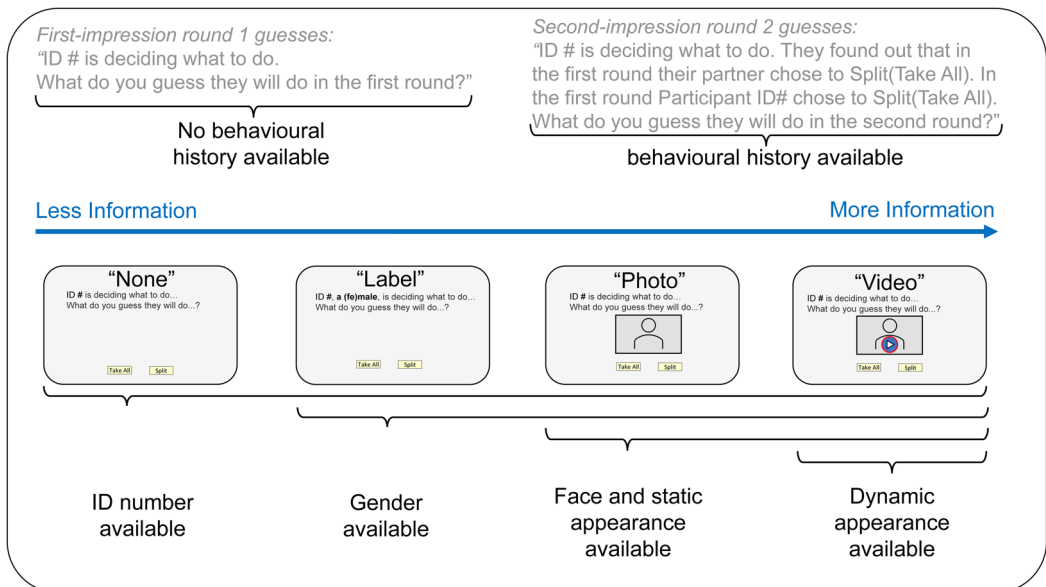 First-impression round 1 guesses:
“ID # is deciding what to do.
What do you guess they will do in the first round?”
No behavioural
history available
Second-impression round 2 guesses:
“ID # is deciding what to do. They found out that in
the first round their partner chose to Split(Take All). In
the first round Participant ID# chose to Split(Take All).
What do you guess they will do in the second round?”
behavioural history available
Less Information
More Information
“None”
ID # is deciding what to do…
What do you guess they will do...?
Take All
Split
“Label”
ID #, a (fe)male, is deciding what to do…
What do you guess they will do...?
Take All
Split
“Photo”
ID # is deciding what to do…
What do you guess they will do...?
Take All
Split
“Video”
ID # is deciding what to do…
What do you guess they will do...?
Take All
Split
ID number
available
Gender
available
Face and static
appearance
available
Dynamic
appearance
available